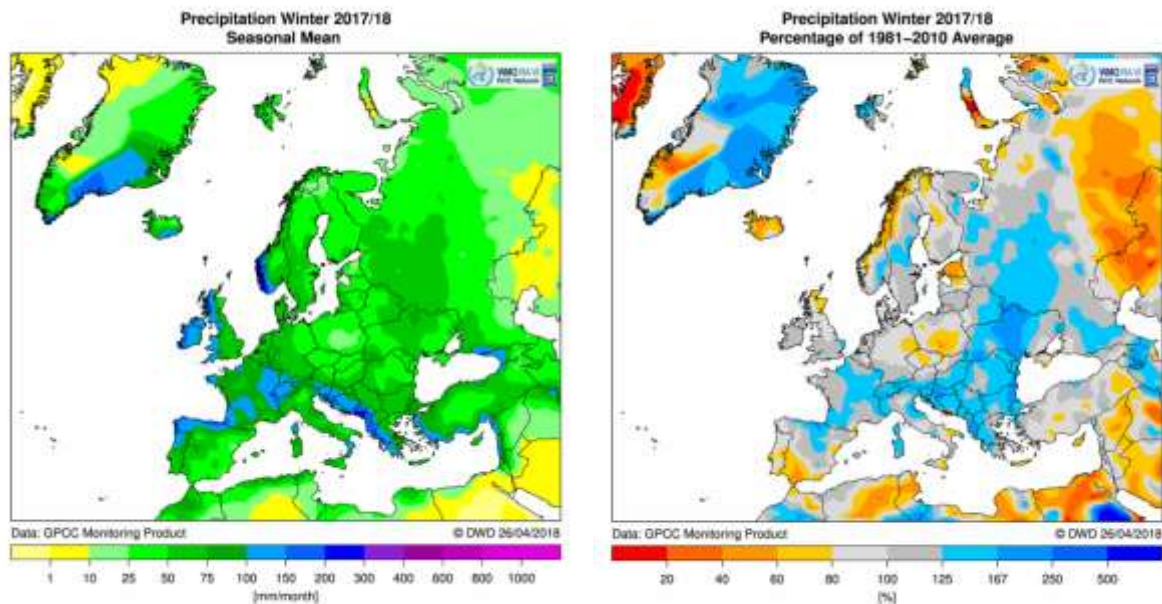 Precipitation Winter 2017/18
Seasonal Mean
Data: GPCC Monitoring Product
© DWD 26/04/2018
1 10 25 50 75 100 150 200 300 400 600 800 1000
[mm/month]
Precipitation Winter 2017/18
Percentage of 1981−2010 Average
Data: GPCC Monitoring Product
© DWD 26/04/2018
20 40 60 80 100 125 167 250 500
[%]